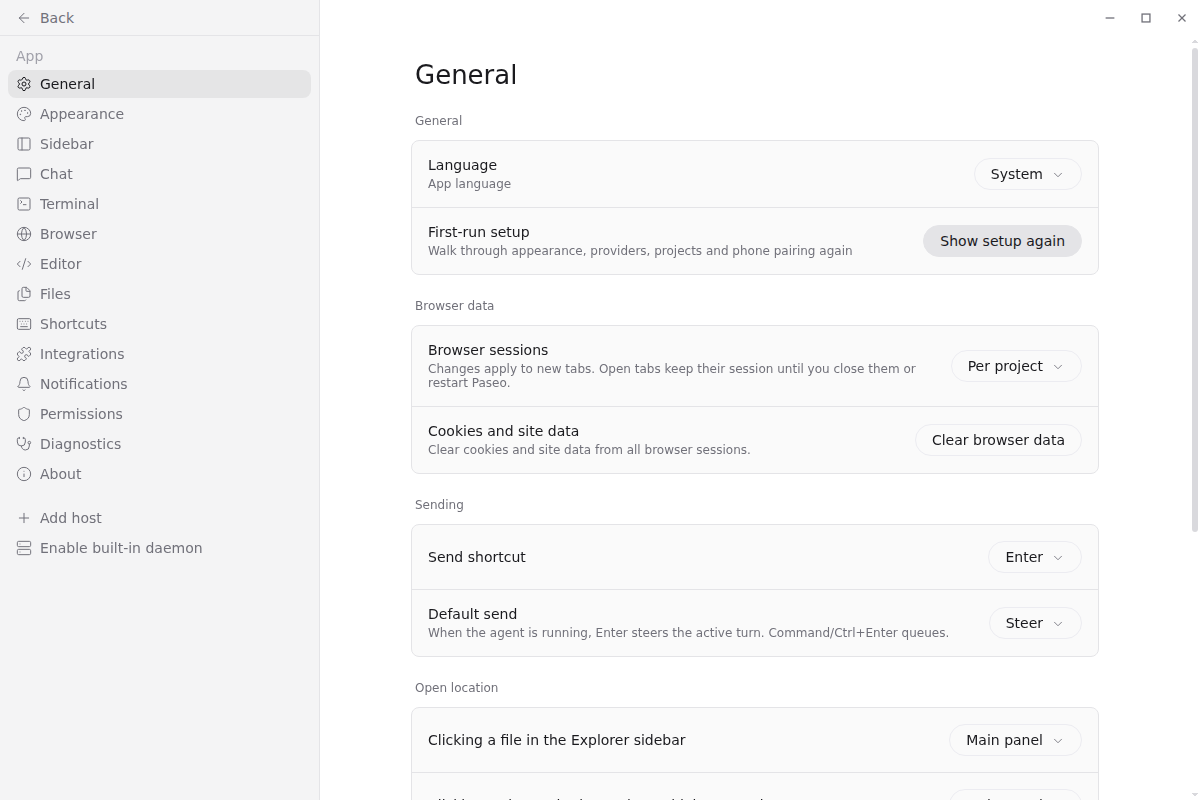 Back
App
General
Appearance
Sidebar
Chat
Terminal
Browser
Editor
Files
Shortcuts
Integrations
Notifications
Permissions
Diagnostics
About
Add host
Enable built-in daemon
General
General
Language
App language
System
First-run setup
Walk through appearance, providers, projects and phone pairing again
Show setup again
Browser data
Browser sessions
Changes apply to new tabs. Open tabs keep their session until you close them or
restart Paseo.
Per project
Cookies and site data
Clear cookies and site data from all browser sessions.
Clear browser data
Sending
Send shortcut
Enter
Default send
When the agent is running, Enter steers the active turn. Command/Ctrl+Enter queues.
Steer
Open location
Clicking a file in the Explorer sidebar
Main panel